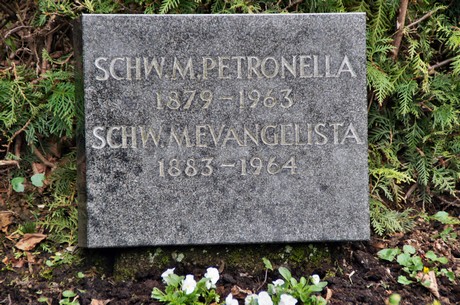 SCHW. M. PETRONELLA
1879-1963
SCHW. M. EVANGELISTA
1883-1964